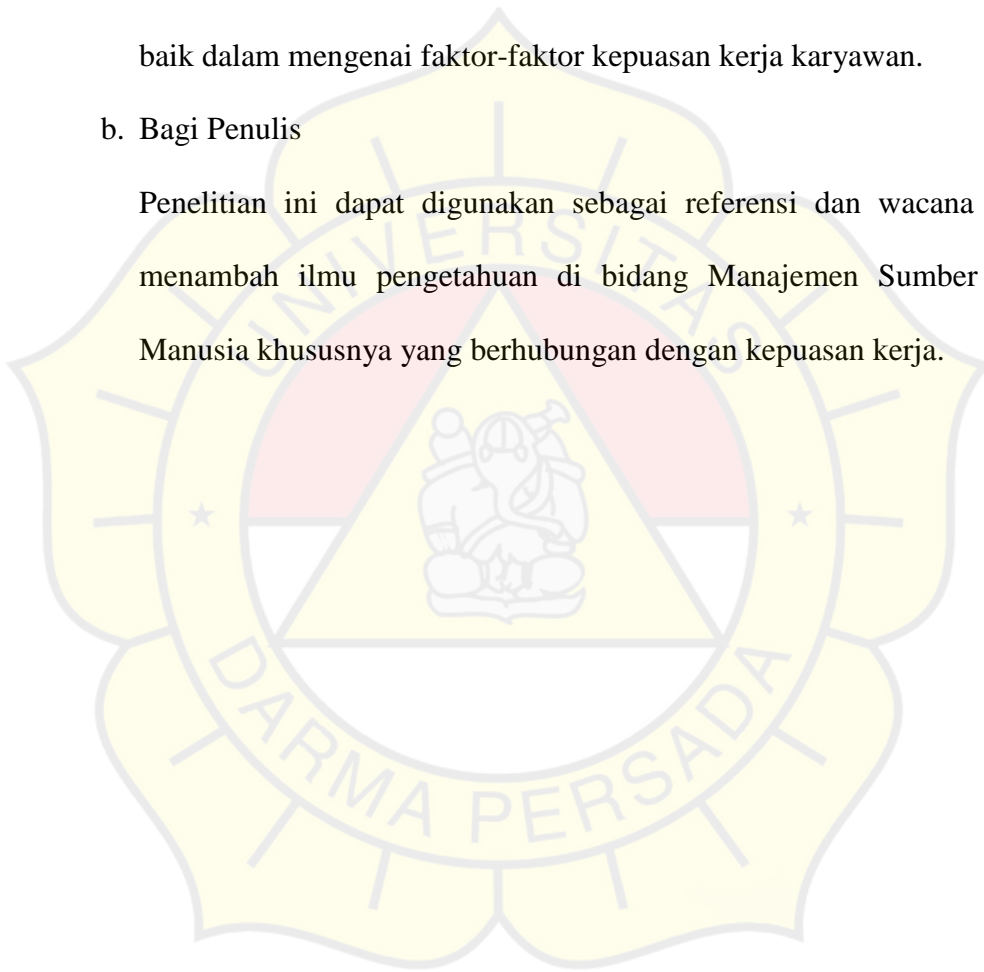 baik dalam mengenai faktor-faktor kepuasan kerja karyawan.
b. Bagi Penulis
Penelitian ini dapat digunakan sebagai referensi dan wacana
menambah ilmu pengetahuan di bidang Manajemen Sumber
Manusia khususnya yang berhubungan dengan kepuasan kerja.
UNIVERSITAS
DARMA PERSADA